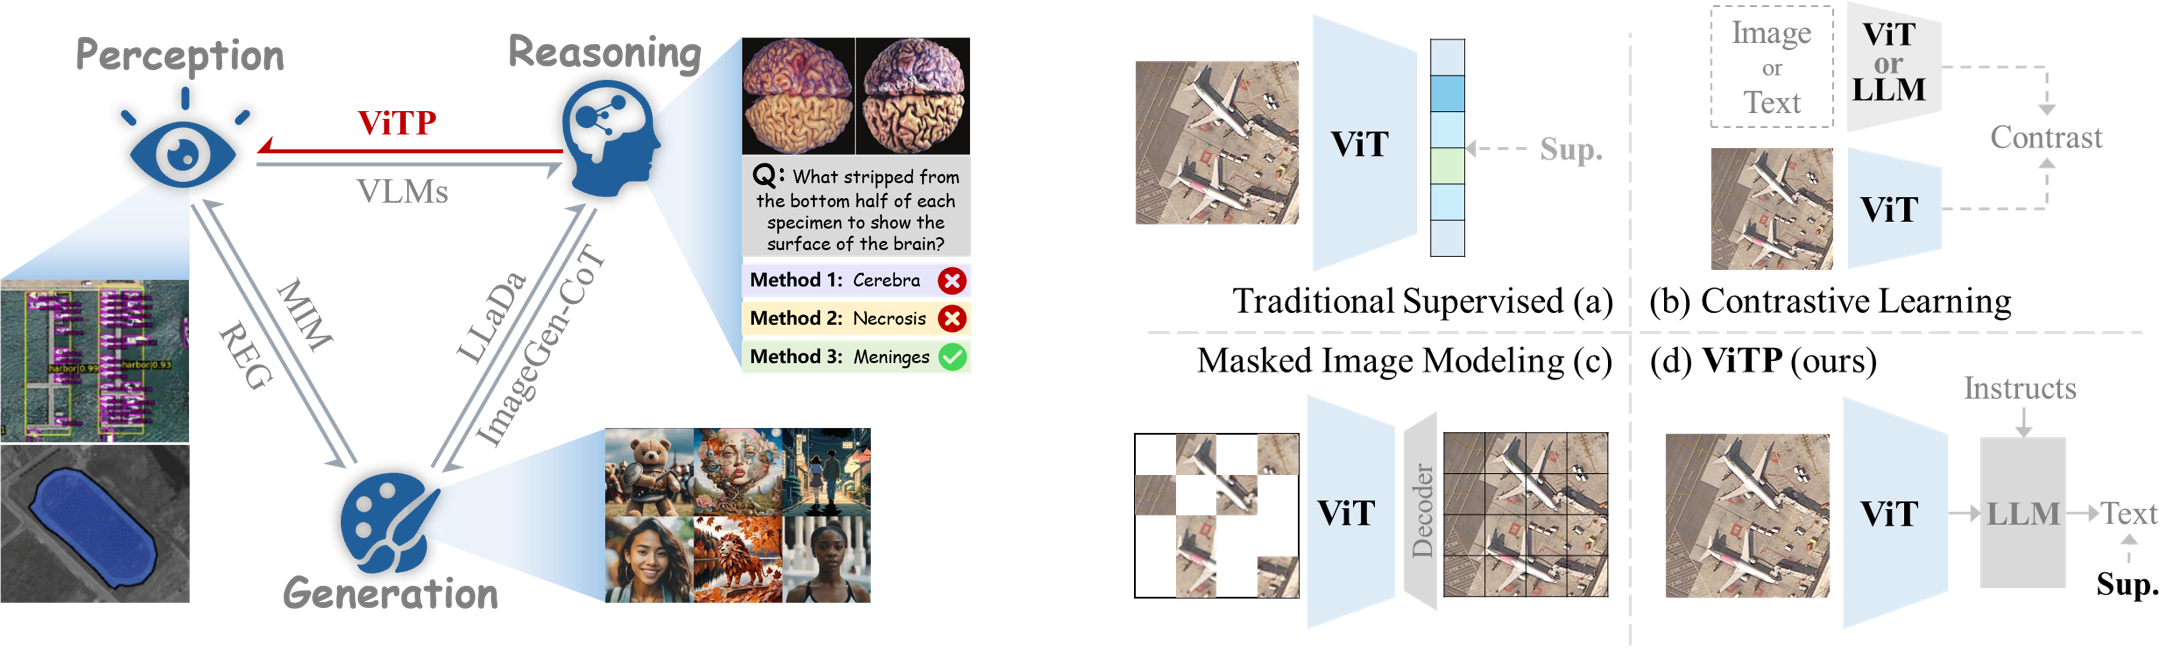 Perception
Reasoning
ViTP
VLMs
MIM
REG
LLaDa
ImageGen-CoT
Generation
Q: What stripped from
the bottom half of each
specimen to show the
surface of the brain?
Method 1: Cerebra
Method 2: Necrosis
Method 3: Meninges
harbor|0.99
harbor|0.93
ViT
Sup.
Traditional Supervised (a)
Image
or
Text
ViT
or
LLM
ViT
Contrast
(b) Contrastive Learning
Masked Image Modeling (c)
ViT
Decoder
(d) ViTP (ours)
Instructs
ViT
LLM
Text
Sup.